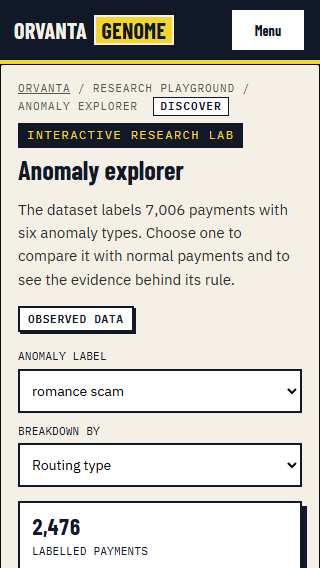 ORVANTA GENOME
Menu
ORVANTA / RESEARCH PLAYGROUND /
ANOMALY EXPLORER DISCOVER
INTERACTIVE RESEARCH LAB
Anomaly explorer
The dataset labels 7,006 payments with
six anomaly types. Choose one to
compare it with normal payments and to
see the evidence behind its rule.
OBSERVED DATA
ANOMALY LABEL
romance scam
BREAKDOWN BY
Routing type
2,476
LABELLED PAYMENTS